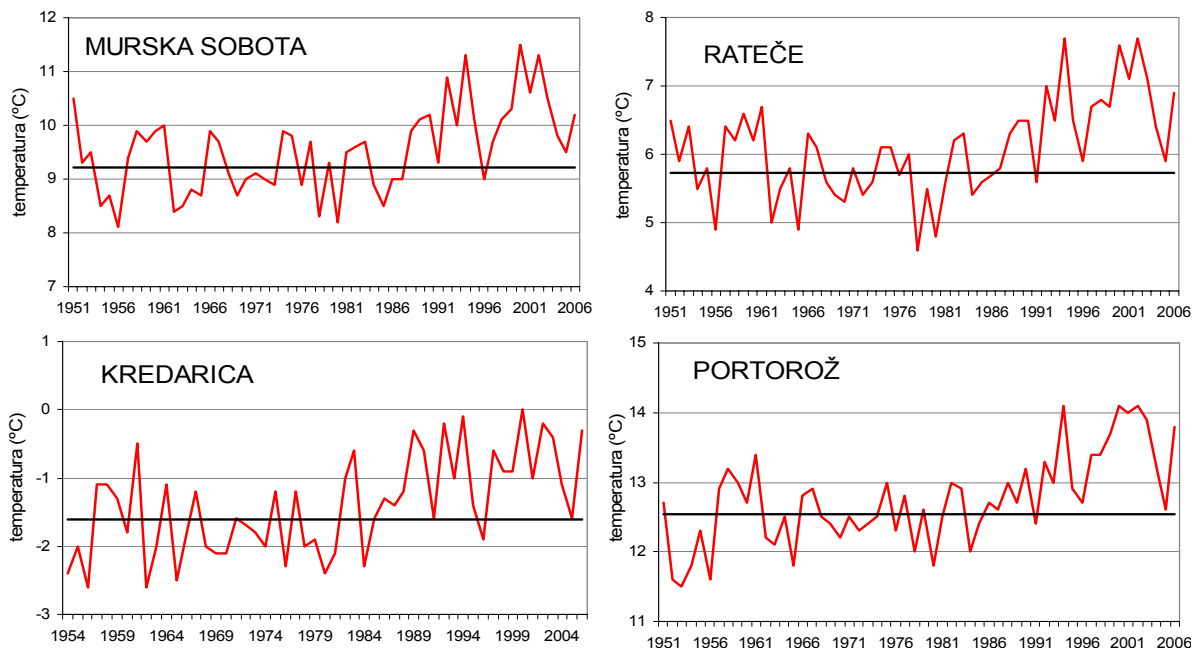 MURSKA SOBOTA
temperatura (ºC)
12
11
10
9
8
7
1951 1956 1961 1966 1971 1976 1981 1986 1991 1996 2001 2006
RATEČE
temperatura (ºC)
8
7
6
5
4
1951 1956 1961 1966 1971 1976 1981 1986 1991 1996 2001 2006
KREDARICA
temperatura (ºC)
1
0
-1
-2
-3
1954 1959 1964 1969 1974 1979 1984 1989 1994 1999 2004
PORTOROŽ
temperatura (ºC)
15
14
13
12
11
1951 1956 1961 1966 1971 1976 1981 1986 1991 1996 2001 2006